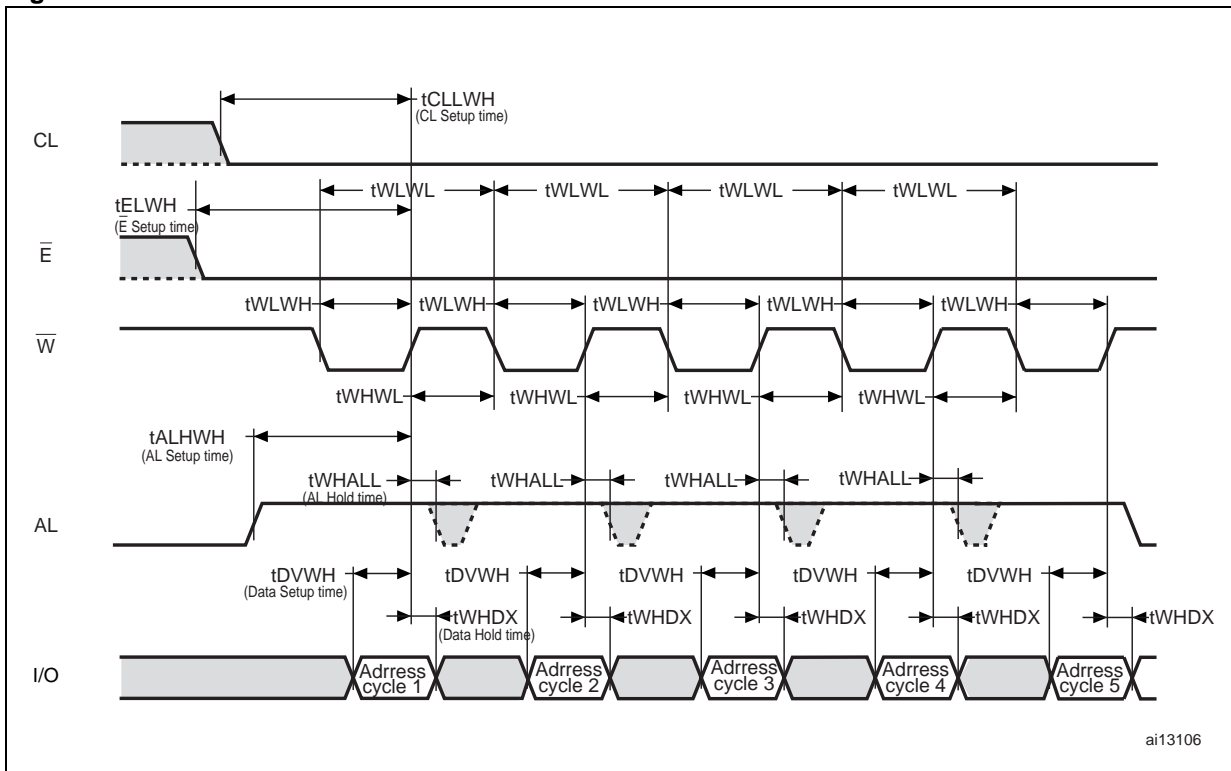 tCLLWH
(CL Setup time)
CL
tWLWL tWLWL tWLWL tWLWL
tELWH
(E̅ Setup time)
E̅
tWLWH tWLWH tWLWH tWLWH tWLWH
W̅
tWHWL tWHWL tWHWL tWHWL
tALHWH
(AL Setup time)
tWHALL tWHALL tWHALL tWHALL
(AL Hold time)
AL
tDVWH tDVWH tDVWH tDVWH tDVWH
(Data Setup time)
tWHDX tWHDX tWHDX tWHDX tWHDX
(Data Hold time)
I/O
Adrress
cycle 1
Adrress
cycle 2
Adrress
cycle 3
Adrress
cycle 4
Adrress
cycle 5
ai13106